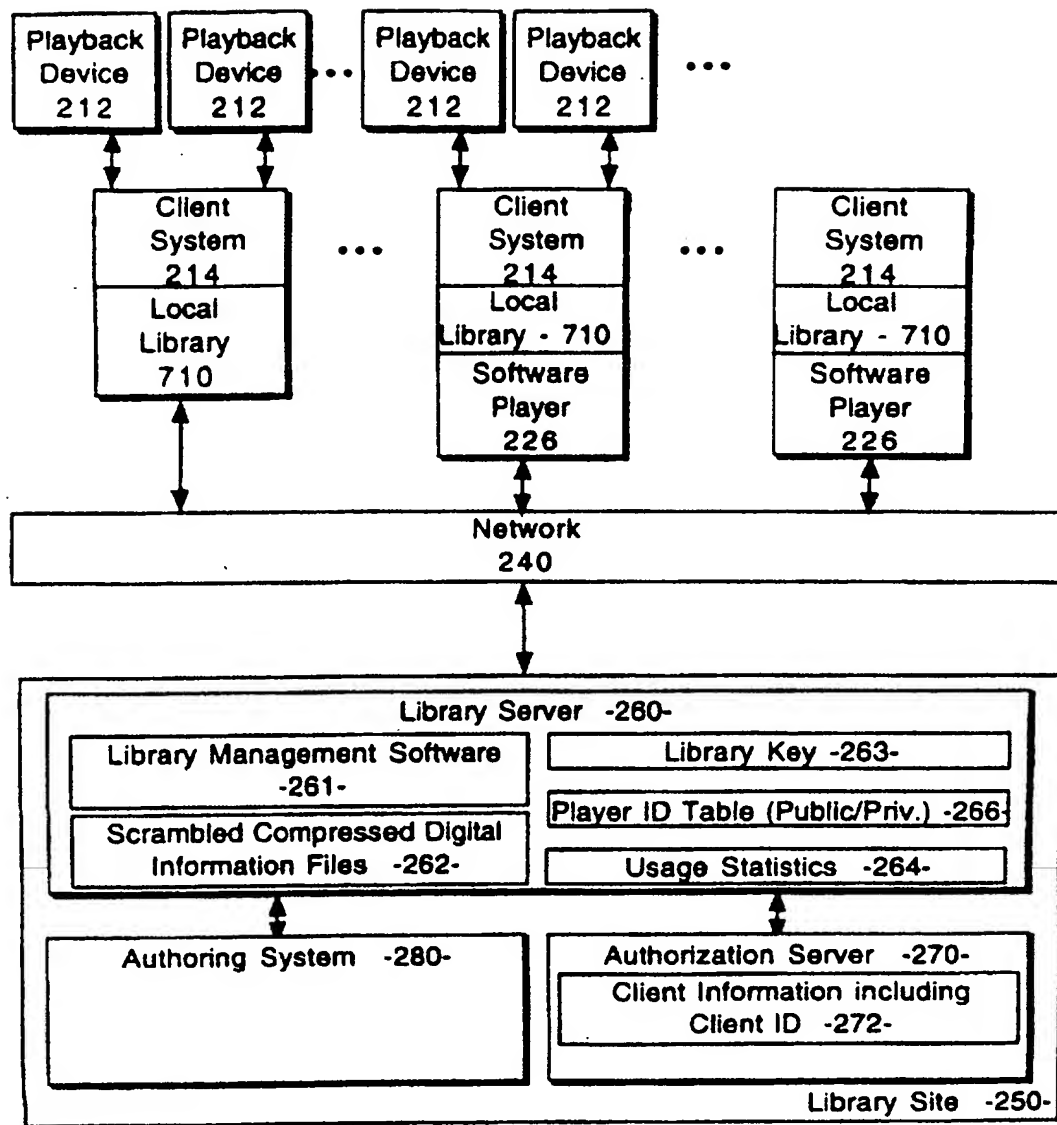 Playback
Device
212
Playback
Device
212
Playback
Device
212
Playback
Device
212
Client
System
214
Local
Library
710
Client
System
214
Local
Library - 710
Software
Player
226
Client
System
214
Local
Library - 710
Software
Player
226
Network
240
Library Server -260-
Library Management Software
-261-
Scrambled Compressed Digital
Information Files -262-
Library Key -263-
Player ID Table (Public/Priv.) -266-
Usage Statistics -264-
Authoring System -280-
Authorization Server -270-
Client Information including
Client ID -272-
Library Site -250-